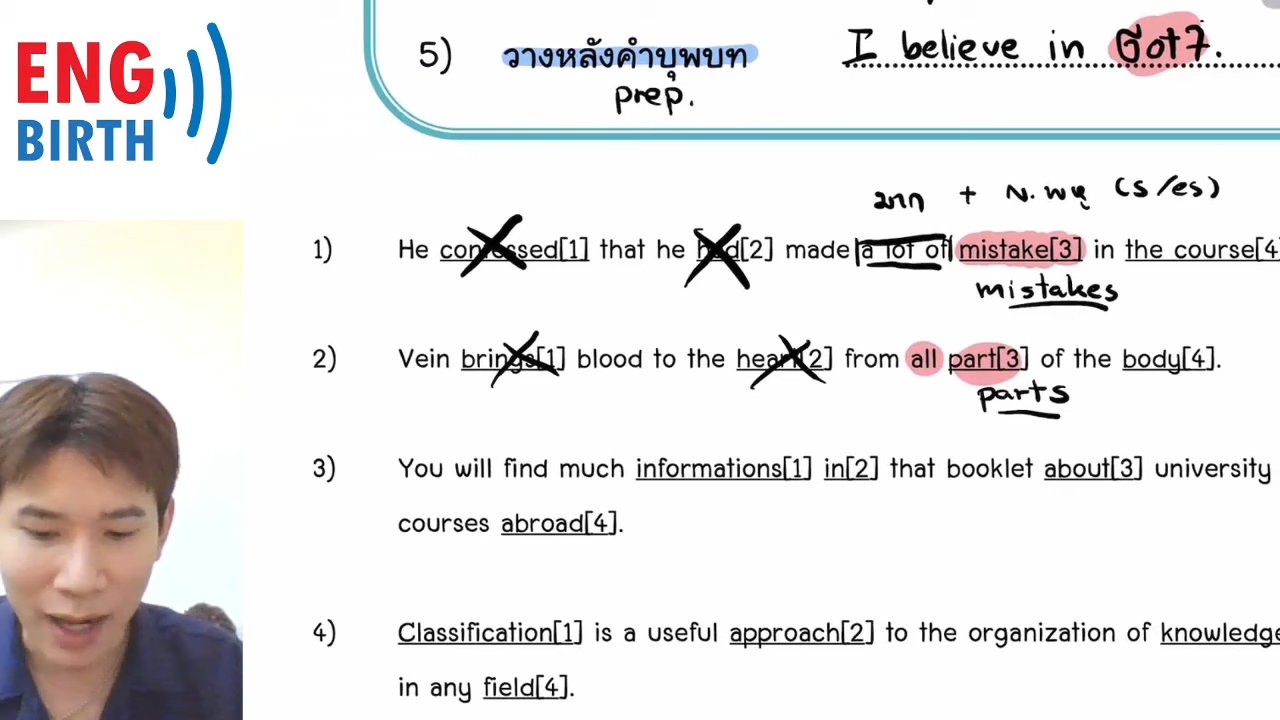 ENG
BIRTH
5) วางหลังคำบุพบท I believe in Got7.
prep.
มาก + น.พหู (s/es)
1) He confessed[1] that he had[2] made a lot of mistake[3] in the course[4
mistakes
2) Vein brings[1] blood to the heart[2] from all part[3] of the body[4].
parts
3) You will find much informations[1] in[2] that booklet about[3] university
courses abroad[4].
4) Classification[1] is a useful approach[2] to the organization of knowledge
in any field[4].